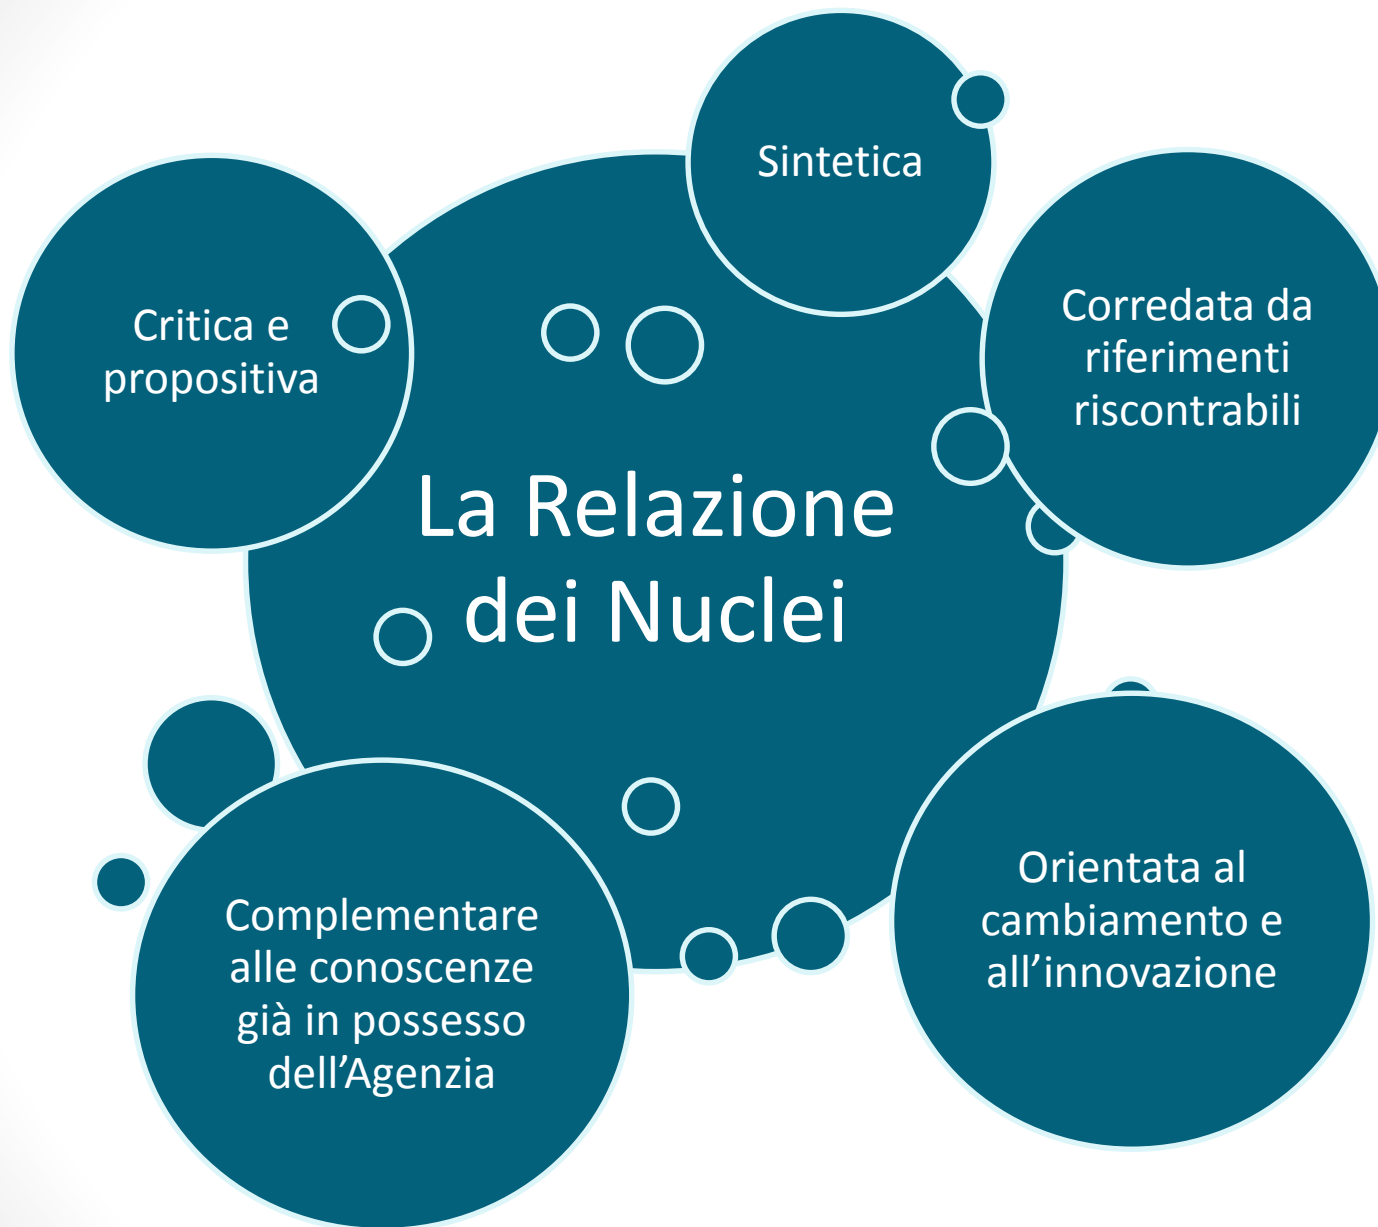 Sintetica
Critica e
propositiva
Corredata da
riferimenti
riscontrabili
La Relazione
dei Nuclei
Complementare
alle conoscenze
già in possesso
dell’Agenzia
Orientata al
cambiamento e
all’innovazione